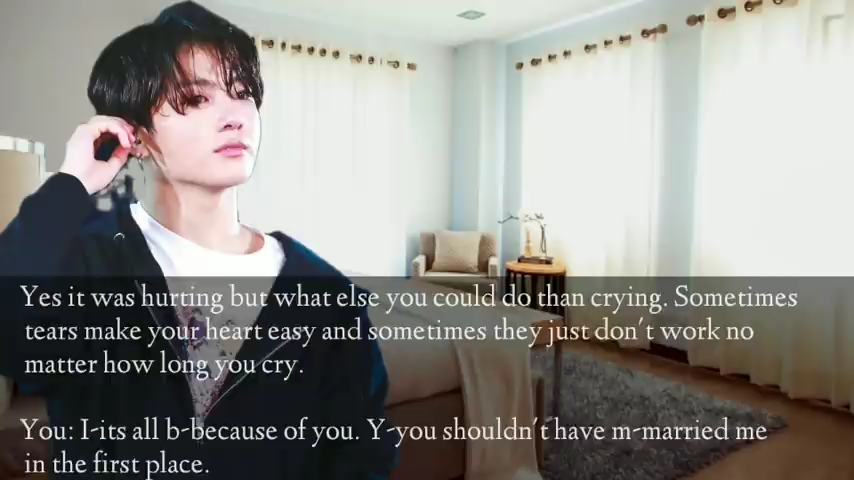 Yes it was hurting but what else you could do than crying. Sometimes
tears make your heart easy and sometimes they just don't work no
matter how long you cry.
You: I-its all b-because of you. Y-you shouldn't have m-married me
in the first place.